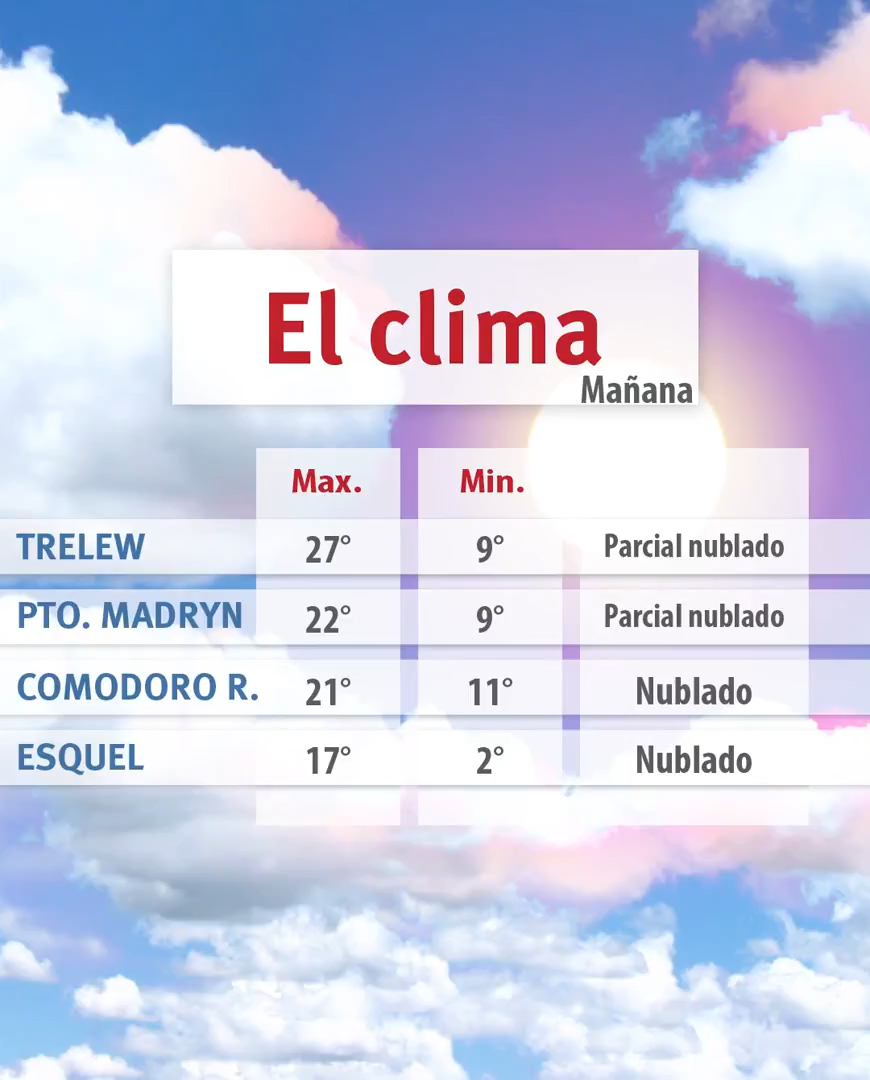 El clima
Mañana
Max. Min.
TRELEW 27° 9° Parcial nublado
PTO. MADRYN 22° 9° Parcial nublado
COMODORO R. 21° 11° Nublado
ESQUEL 17° 2° Nublado